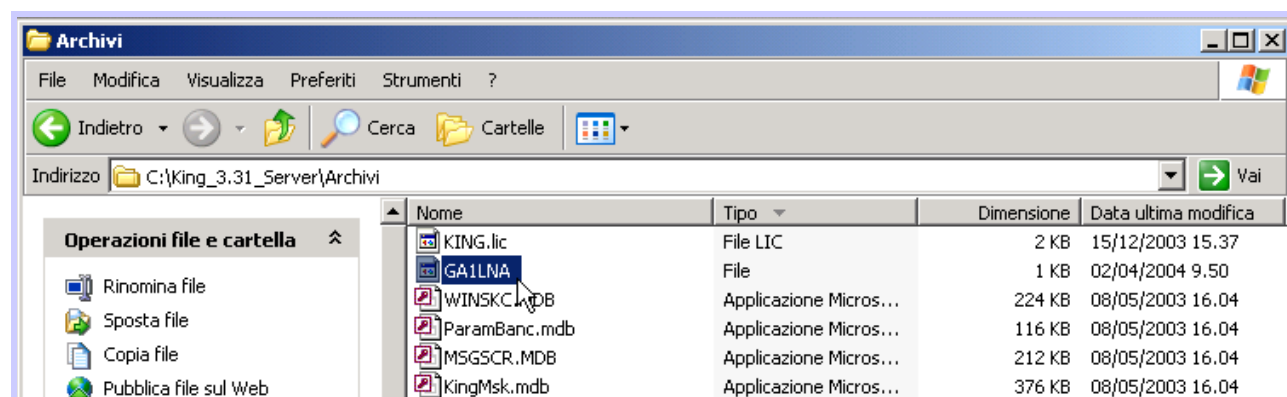 Archivi
File Modifica Visualizza Preferiti Strumenti ?
Indietro Cerca Cartelle
Indirizzo C:\King_3.31_Server\Archivi Vai
Nome Tipo Dimensione Data ultima modifica
Operazioni file e cartella
KING.lic File LIC 2 KB 15/12/2003 15.37
GA1LNA File 1 KB 02/04/2004 9.50
Rinomina file
WINSKC.MDB Applicazione Micros... 224 KB 08/05/2003 16.04
Sposta file
ParamBanc.mdb Applicazione Micros... 116 KB 08/05/2003 16.04
Copia file
MSGSCR.MDB Applicazione Micros... 212 KB 08/05/2003 16.04
Pubblica file sul Web
KingMsk.mdb Applicazione Micros... 376 KB 08/05/2003 16.04